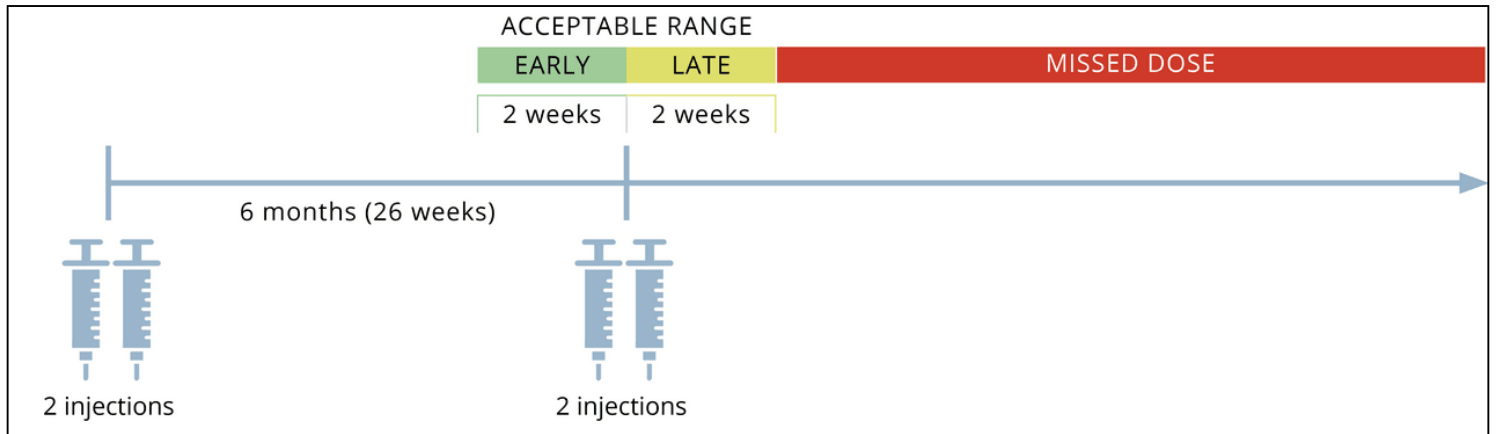 ACCEPTABLE RANGE
EARLY LATE MISSED DOSE
2 weeks 2 weeks
6 months (26 weeks)
2 injections 2 injections